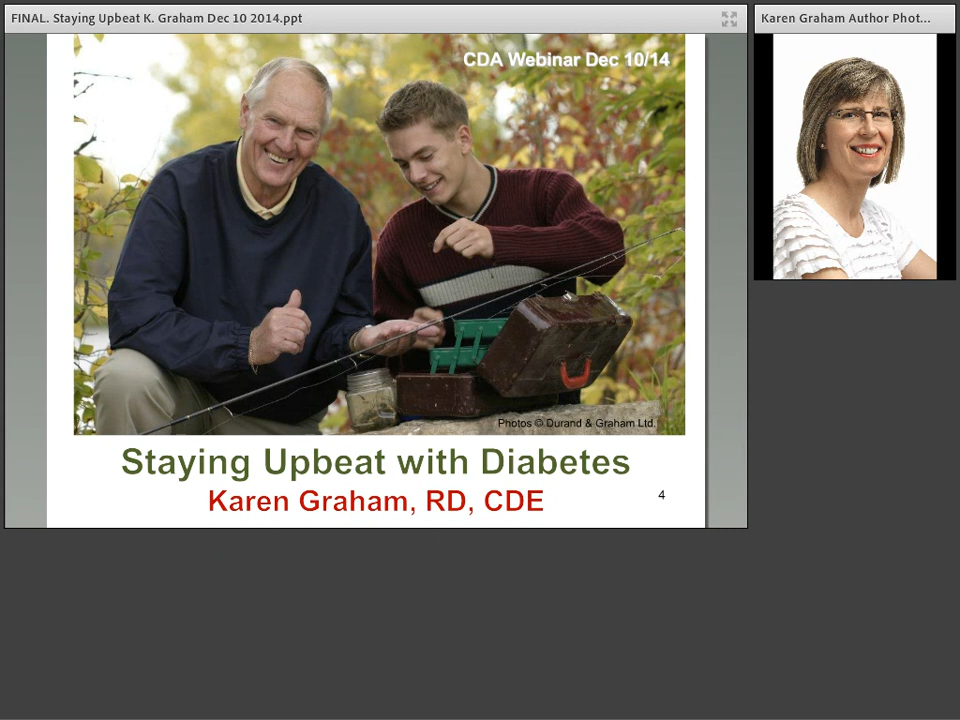 FINAL. Staying Upbeat K. Graham Dec 10 2014.ppt
Karen Graham Author Phot...
CDA Webinar Dec 10/14
Photos © Durand & Graham Ltd.
Staying Upbeat with Diabetes
Karen Graham, RD, CDE
4